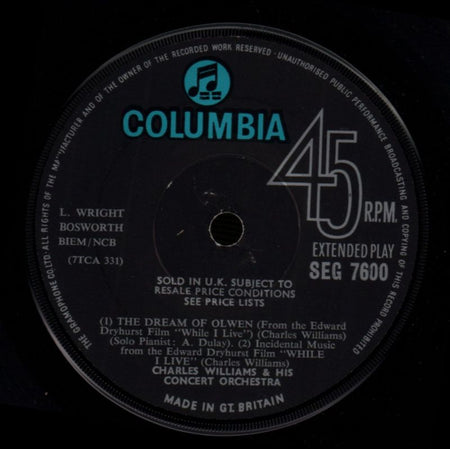 THE GRAMOPHONE CO. LTD. ALL RIGHTS OF THE MANUFACTURER AND OF THE OWNER OF THE RECORDED WORK RESERVED · UNAUTHORISED PUBLIC PERFORMANCE BROADCASTING AND COPYING OF THIS RECORD PROHIBITED
COLUMBIA
45
R.P.M.
L. WRIGHT
BOSWORTH
BIEM/NCB
(7TCA 331)
EXTENDED PLAY
SEG 7600
SOLD IN U.K. SUBJECT TO
RESALE PRICE CONDITIONS
SEE PRICE LISTS
(1) THE DREAM OF OLWEN (From the Edward
Dryhurst Film "While I Live") (Charles Williams)
(Solo Pianist: A. Dulay). (2) Incidental Music
from the Edward Dryhurst Film "WHILE
I LIVE" (Charles Williams)
CHARLES WILLIAMS & HIS
CONCERT ORCHESTRA
MADE IN GT. BRITAIN